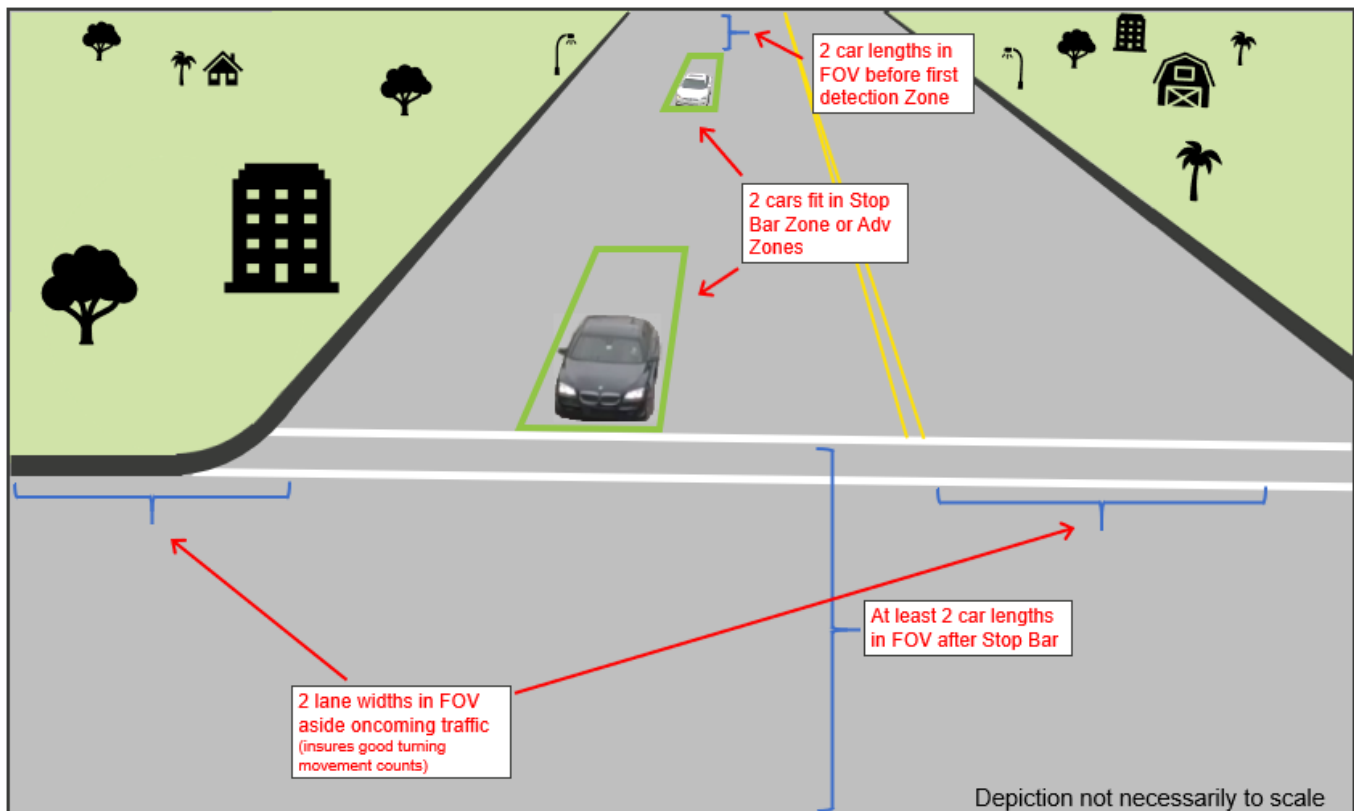 2 car lengths in
FOV before first
detection Zone
2 cars fit in Stop
Bar Zone or Adv
Zones
At least 2 car lengths
in FOV after Stop Bar
2 lane widths in FOV
aside oncoming traffic
(insures good turning
movement counts)
Depiction not necessarily to scale